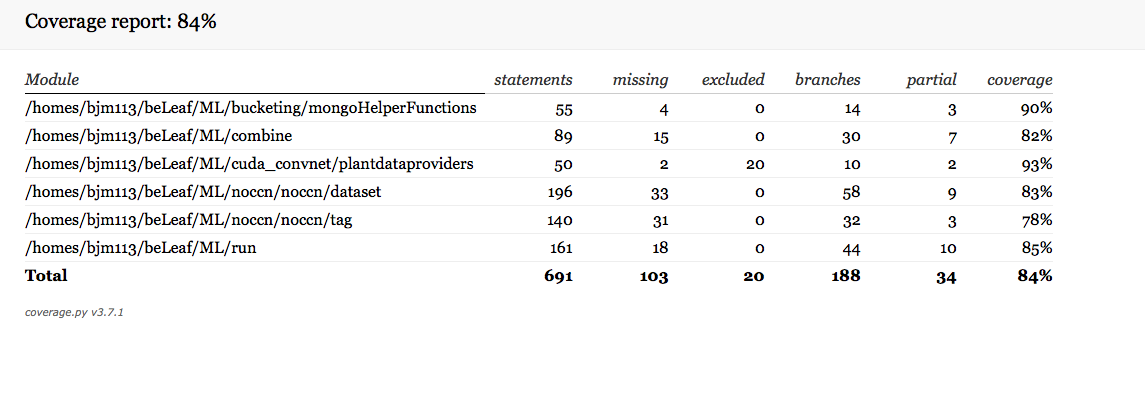 Coverage report: 84%
Module statements missing excluded branches partial coverage
/homes/bjm113/beLeaf/ML/bucketing/mongoHelperFunctions 55 4 0 14 3 90%
/homes/bjm113/beLeaf/ML/combine 89 15 0 30 7 82%
/homes/bjm113/beLeaf/ML/cuda_convnet/plantdataproviders 50 2 20 10 2 93%
/homes/bjm113/beLeaf/ML/noccn/noccn/dataset 196 33 0 58 9 83%
/homes/bjm113/beLeaf/ML/noccn/noccn/tag 140 31 0 32 3 78%
/homes/bjm113/beLeaf/ML/run 161 18 0 44 10 85%
Total 691 103 20 188 34 84%
coverage.py v3.7.1